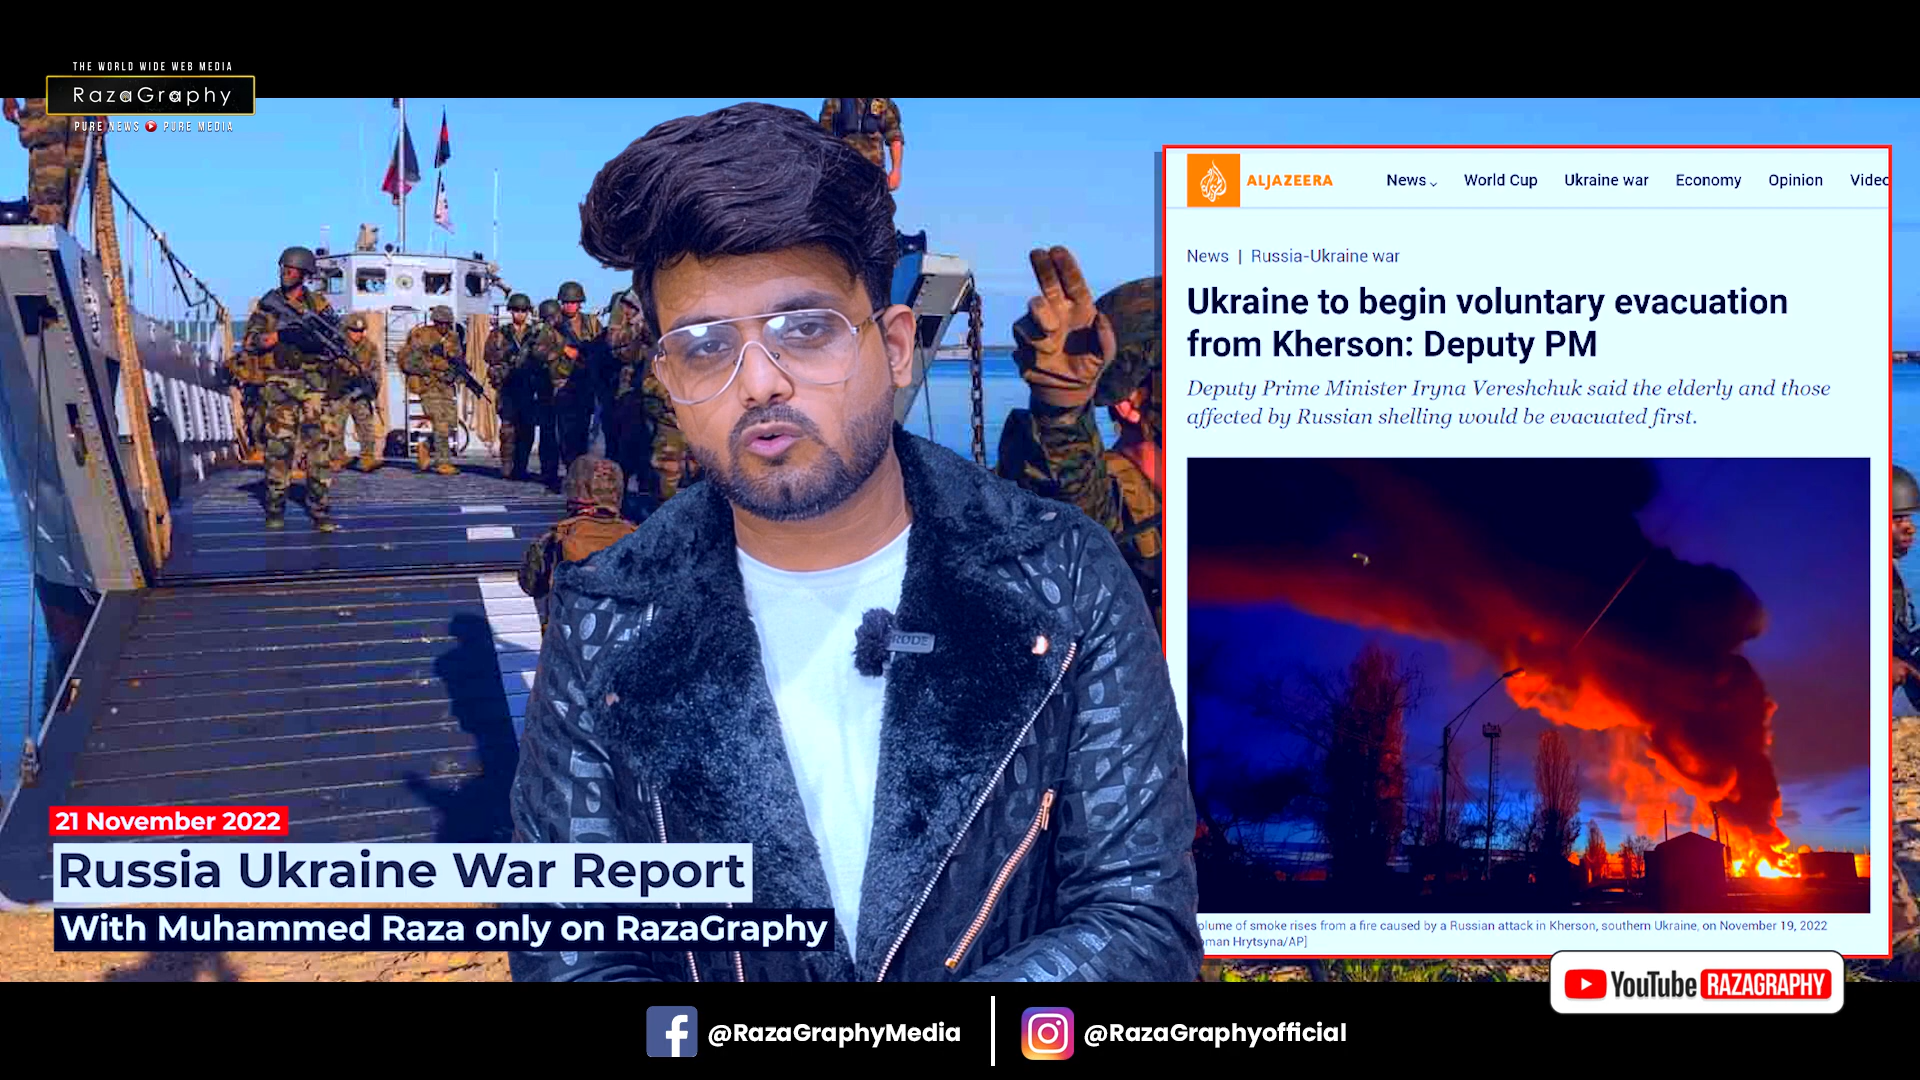 THE WORLD WIDE WEB MEDIA
RazaGraphy
PURE NEWS PURE MEDIA
ALJAZEERA
News World Cup Ukraine war Economy Opinion Video
News | Russia-Ukraine war
Ukraine to begin voluntary evacuation
from Kherson: Deputy PM
Deputy Prime Minister Iryna Vereshchuk said the elderly and those
affected by Russian shelling would be evacuated first.
RODE
olume of smoke rises from a fire caused by a Russian attack in Kherson, southern Ukraine, on November 19, 2022
oman Hrytsyna/AP]
21 November 2022
Russia Ukraine War Report
With Muhammed Raza only on RazaGraphy
YouTube RAZAGRAPHY
@RazaGraphyMedia
@RazaGraphyofficial